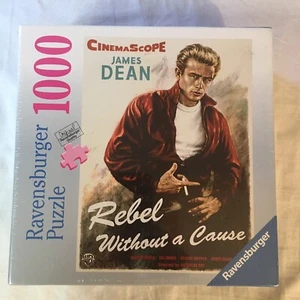 Ravensburger
Puzzle
1000
CINEMASCOPE
JAMES
DEAN
Rebel
Without a Cause
Ravensburger